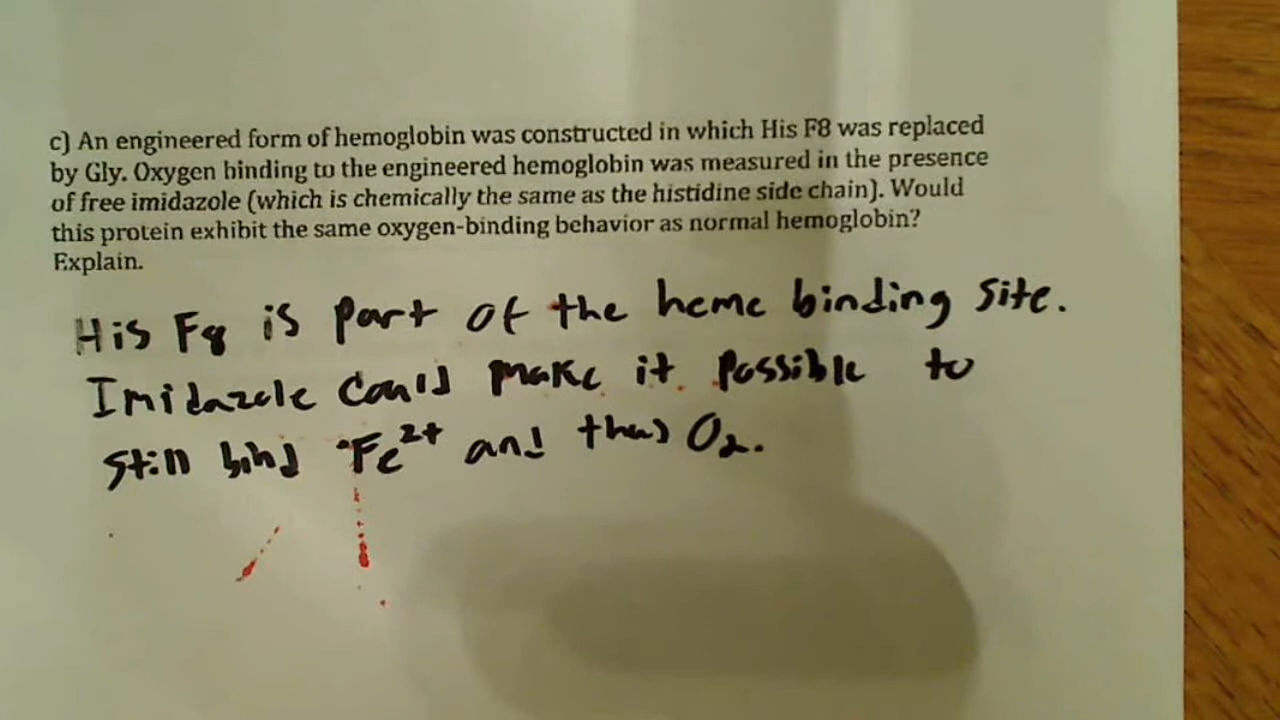 c) An engineered form of hemoglobin was constructed in which His F8 was replaced
by Gly. Oxygen binding to the engineered hemoglobin was measured in the presence
of free imidazole (which is chemically the same as the histidine side chain). Would
this protein exhibit the same oxygen-binding behavior as normal hemoglobin?
Explain.
His F8 is part of the heme binding site.
Imidazole could make it possible to
still bind Fe²⁺ and thus O₂.